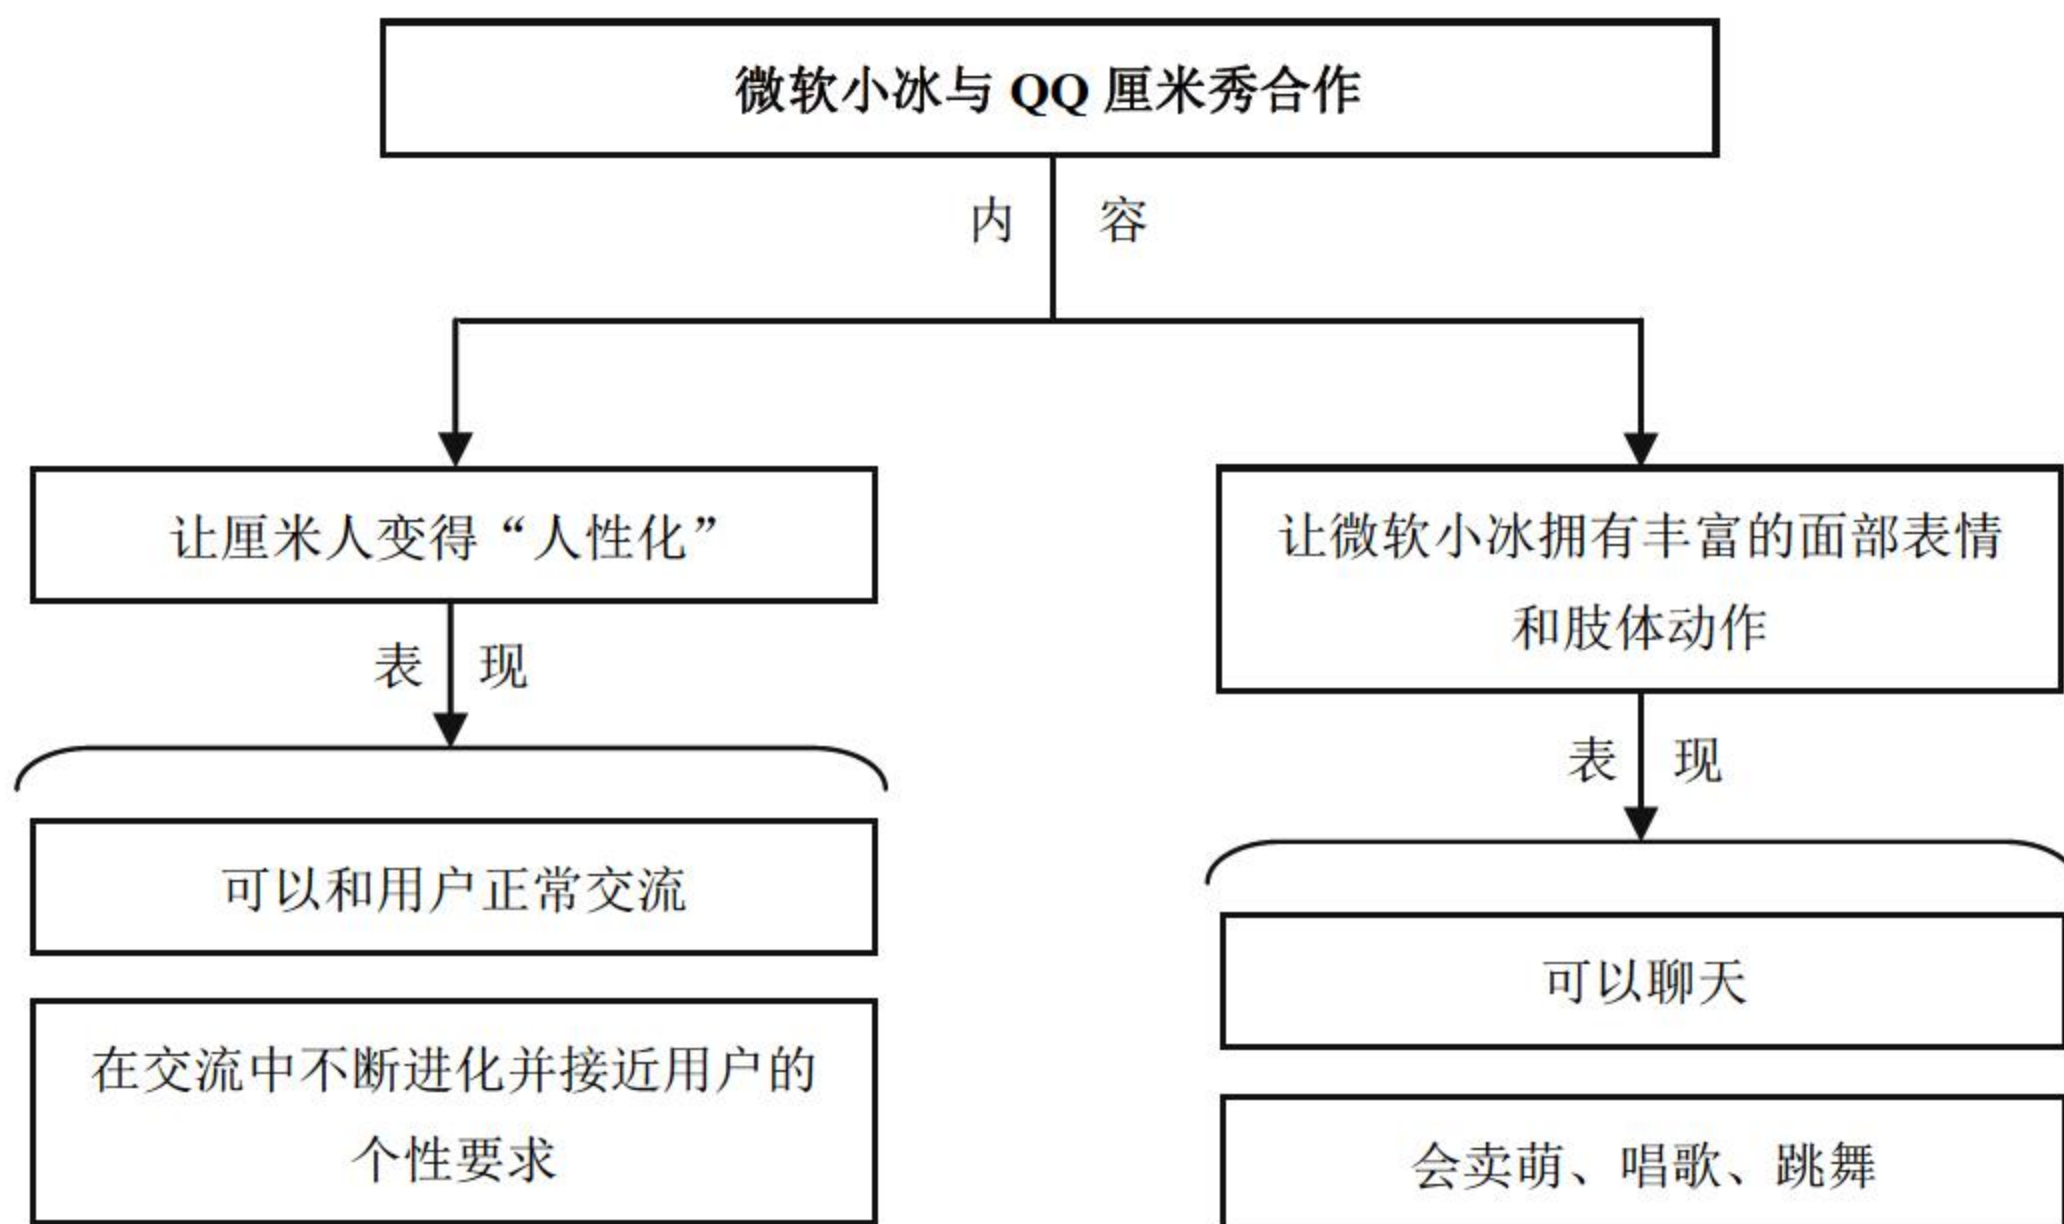 微软小冰与 QQ 厘米秀合作
内 容
让厘米人变得“人性化”
表 现
可以和用户正常交流
在交流中不断进化并接近用户的
个性要求
让微软小冰拥有丰富的面部表情
和肢体动作
表 现
可以聊天
会卖萌、唱歌、跳舞